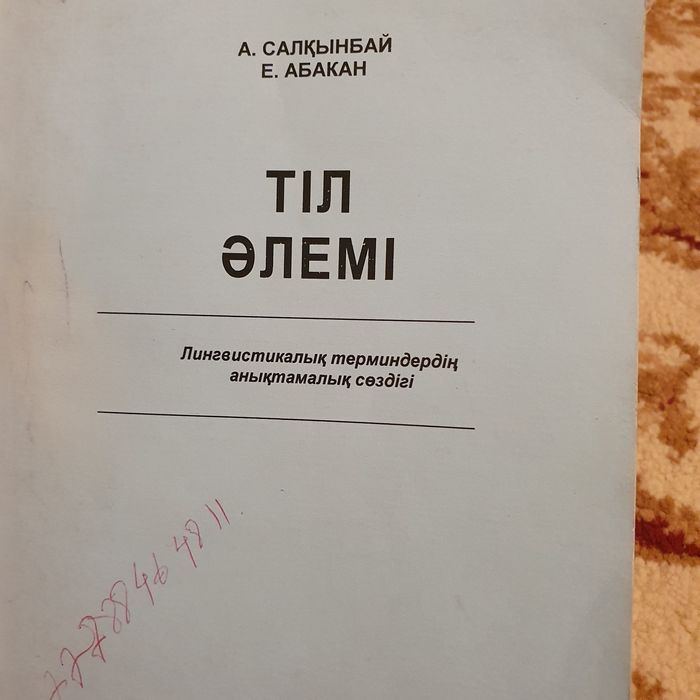 А. САЛҚЫНБАЙ
Е. АБАКАН
ТІЛ
ӘЛЕМІ
Лингвистикалық терминдердің
анықтамалық сөздігі